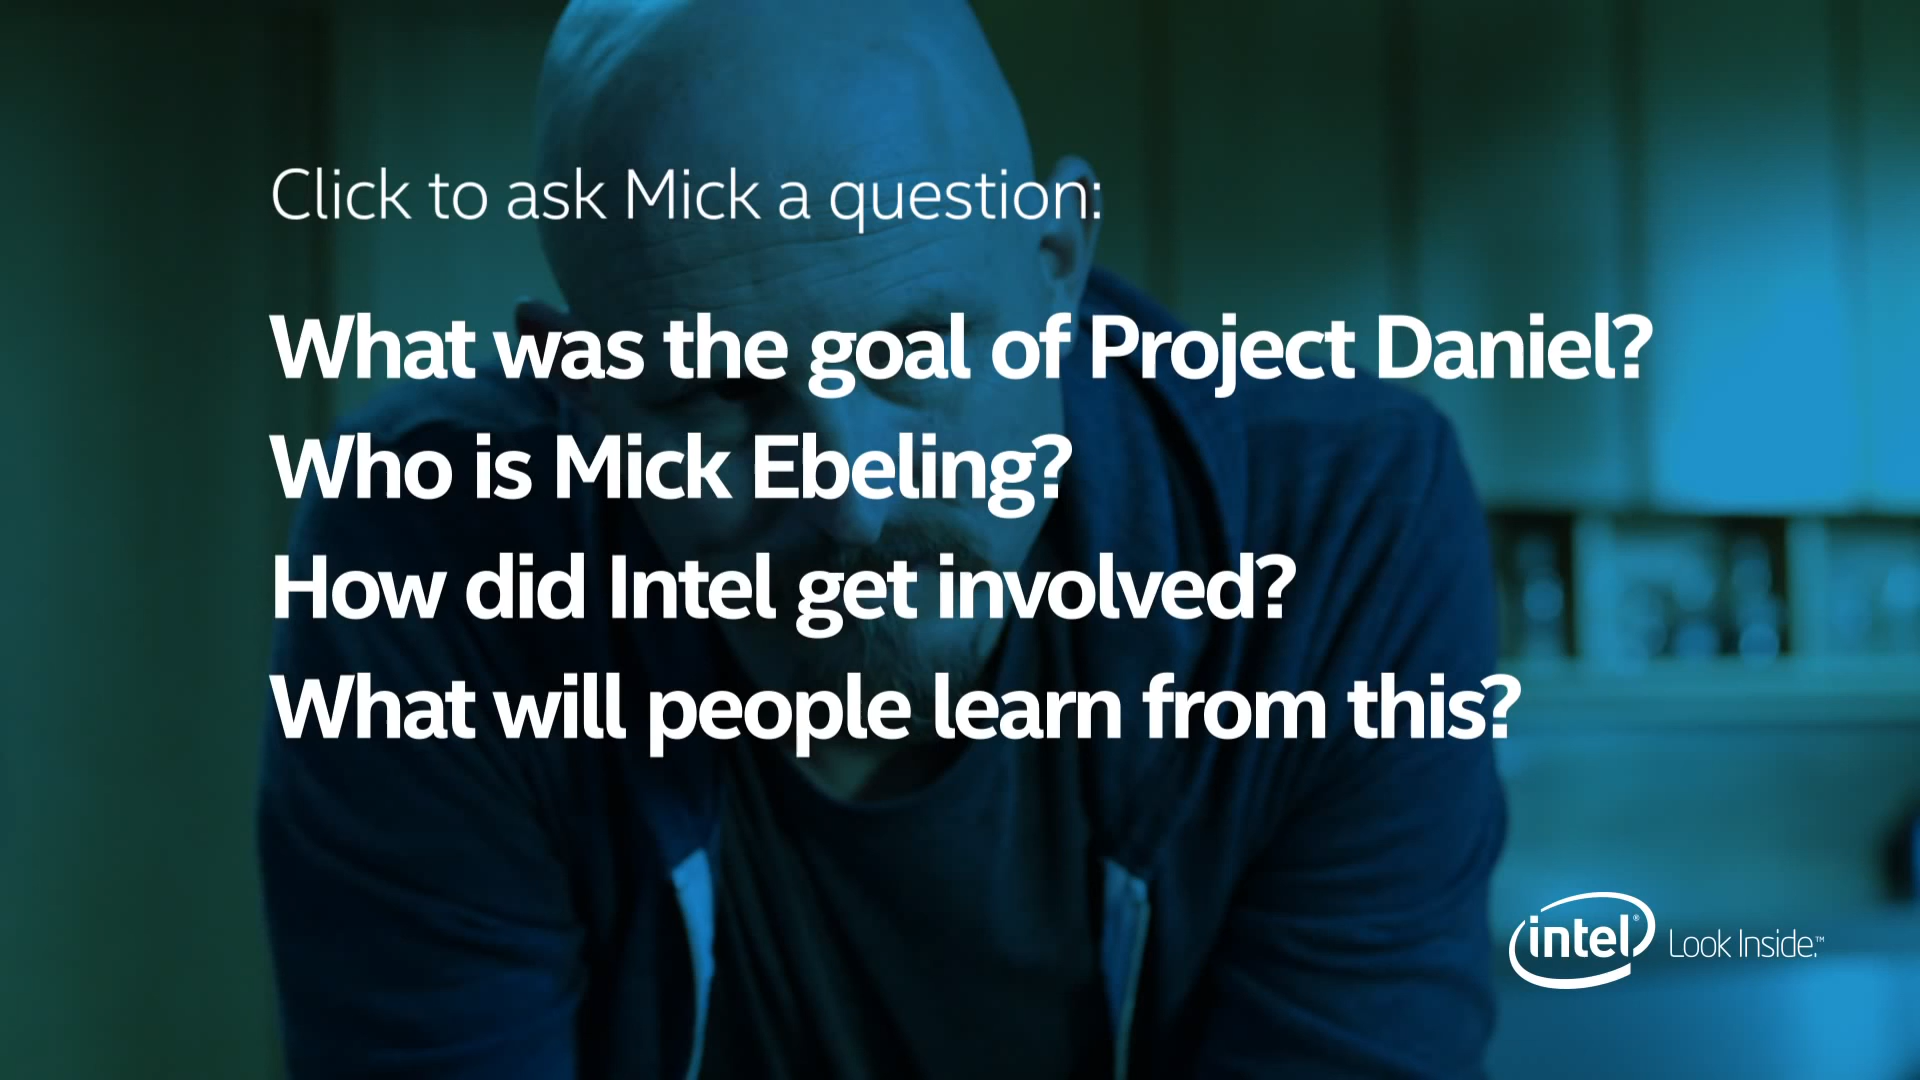 Click to ask Mick a question:
What was the goal of Project Daniel?
Who is Mick Ebeling?
How did Intel get involved?
What will people learn from this?
intel® Look Inside.™